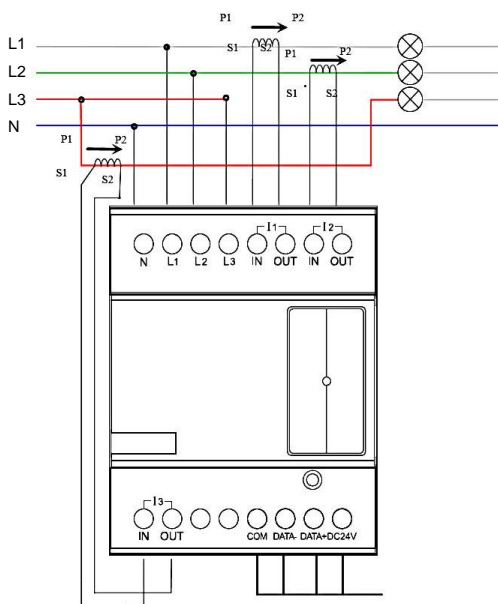 P1 P2
L1
S1 S2 P1 P2
L2
S1 S2
L3
N
P1 P2
S1 S2
I1 I2
N L1 L2 L3 IN OUT IN OUT
I3
IN OUT COM DATA- DATA+ DC24V